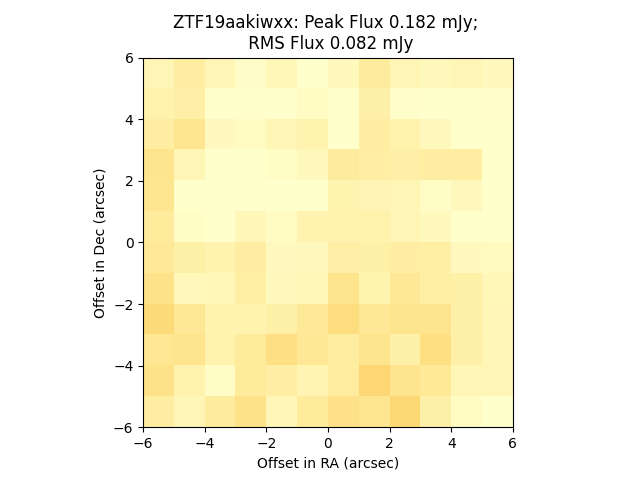 ZTF19aakiwxx: Peak Flux 0.182 mJy;
RMS Flux 0.082 mJy
6
4
2
0
−2
−4
−6
Offset in Dec (arcsec)
−6 −4 −2 0 2 4 6
Offset in RA (arcsec)